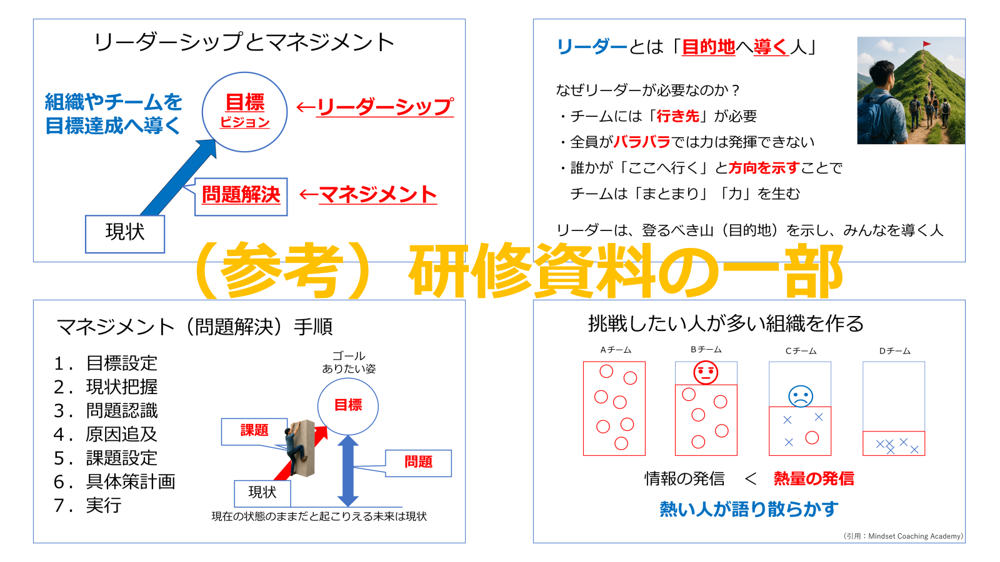 リーダーシップとマネジメント
組織やチームを
目標達成へ導く
目標
ビジョン
←リーダーシップ
問題解決
←マネジメント
現状
リーダーとは「目的地へ導く人」
なぜリーダーが必要なのか？
・チームには「行き先」が必要
・全員がバラバラでは力は発揮できない
・誰かが「ここへ行く」と方向を示すことで
チームは「まとまり」「力」を生む
リーダーは、登るべき山（目的地）を示し、みんなを導く人
（参考）研修資料の一部
マネジメント（問題解決）手順
1．目標設定
2．現状把握
3．問題認識
4．原因追及
5．課題設定
6．具体策計画
7．実行
ゴール
ありたい姿
目標
課題
問題
現状
現在の状態のままだと起こりえる未来は現状
挑戦したい人が多い組織を作る
Aチーム
Bチーム
Cチーム
Dチーム
情報の発信　＜　熱量の発信
熱い人が語り散らかす
（引用：Mindset Coaching Academy）